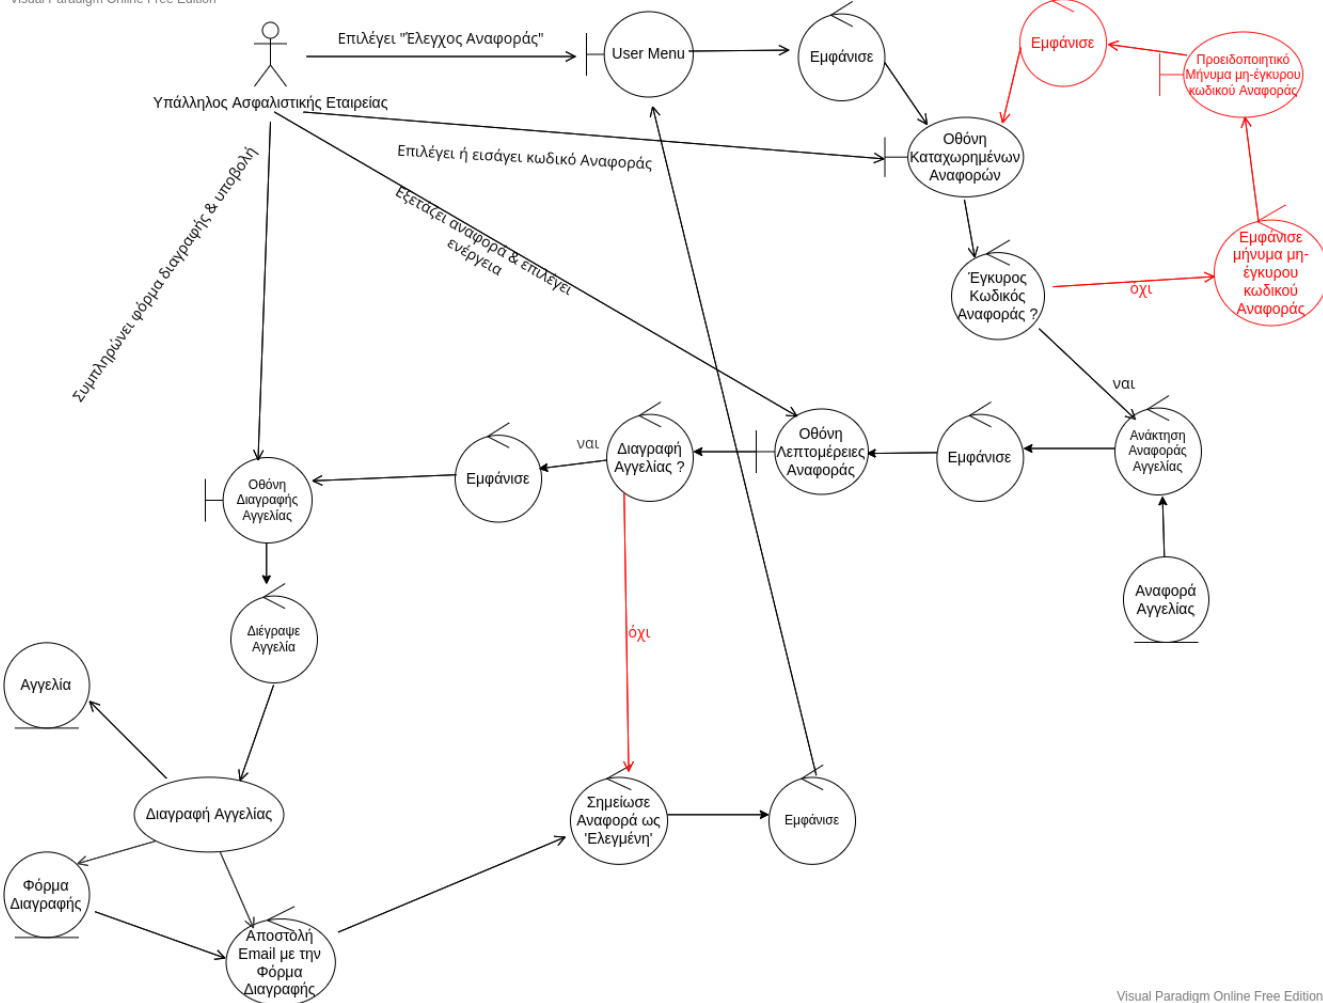 Visual Paradigm Online Free Edition
Επιλέγει "Έλεγχος Αναφοράς"
User Menu
Εμφάνισε
Εμφάνισε
Προειδοποιητικό
Μήνυμα μη-έγκυρου
κωδικού Αναφοράς
Υπάλληλος Ασφαλιστικής Εταιρείας
Επιλέγει ή εισάγει κωδικό Αναφοράς
Οθόνη
Καταχωρημένων
Αναφορών
Συμπληρώνει φόρμα διαγραφής & υποβολή
Εξετάζει αναφορά & επιλέγει
ενέργεια
Έγκυρος
Κωδικός
Αναφοράς ?
όχι
Εμφάνισε
μήνυμα μη-
έγκυρου
κωδικού
Αναφοράς
ναι
Ανάκτηση
Αναφοράς
Αγγελίας
Εμφάνισε
Οθόνη
Λεπτομέρειες
Αναφοράς
Διαγραφή
Αγγελίας ?
ναι
Εμφάνισε
Οθόνη
Διαγραφής
Αγγελίας
Αναφορά
Αγγελίας
όχι
Διέγραψε
Αγγελία
Αγγελία
Διαγραφή Αγγελίας
Σημείωσε
Αναφορά ως
'Ελεγμένη'
Εμφάνισε
Φόρμα
Διαγραφής
Αποστολή
Email με την
Φόρμα
Διαγραφής
Visual Paradigm Online Free Edition